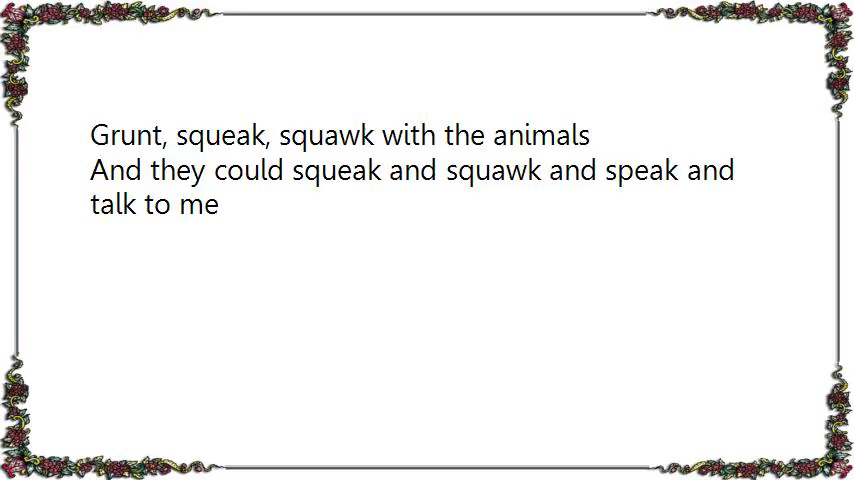 Grunt, squeak, squawk with the animals
And they could squeak and squawk and speak and
talk to me